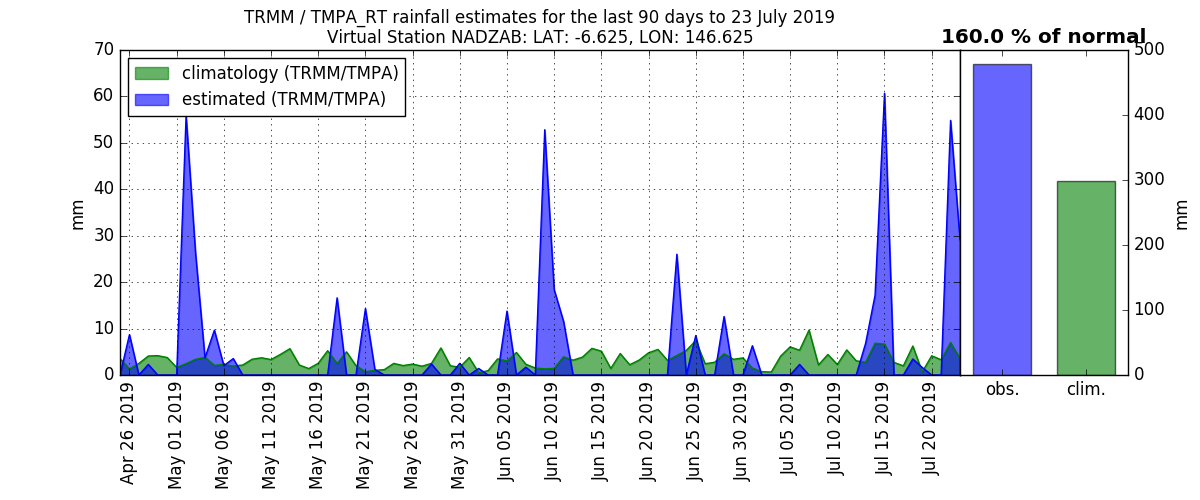 TRMM / TMPA_RT rainfall estimates for the last 90 days to 23 July 2019
Virtual Station NADZAB: LAT: -6.625, LON: 146.625
160.0 % of normal
climatology (TRMM/TMPA)
estimated (TRMM/TMPA)
70
60
50
40
30
20
10
0
mm
Apr 26 2019
May 01 2019
May 06 2019
May 11 2019
May 16 2019
May 21 2019
May 26 2019
May 31 2019
Jun 05 2019
Jun 10 2019
Jun 15 2019
Jun 20 2019
Jun 25 2019
Jun 30 2019
Jul 05 2019
Jul 10 2019
Jul 15 2019
Jul 20 2019
obs.
clim.
500
400
300
200
100
0
mm